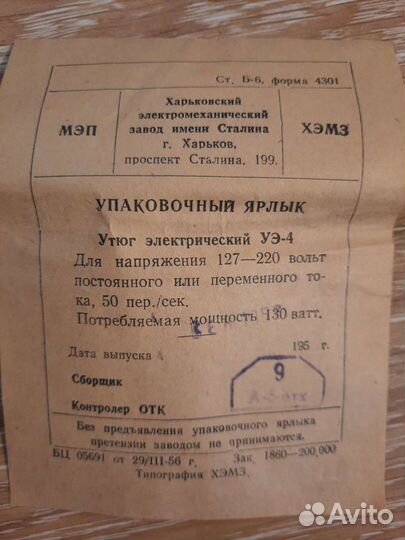 Ст. Б-6, форма 4301
МЭП
Харьковский
электромеханический
завод имени Сталина
г. Харьков,
проспект Сталина, 199.
ХЭМЗ
УПАКОВОЧНЫЙ ЯРЛЫК
Утюг электрический УЭ-4
Для напряжения 127—220 вольт
постоянного или переменного то-
ка, 50 пер./сек.
Потребляемая мощность 130 ватт.
Дата выпуска
195 г.
Сборщик
9
Контролер ОТК
Без предъявления упаковочного ярлыка
претензии заводом не принимаются.
БЦ 05691 от 29/III-56 г. Зак. 1860—200,000
Типография ХЭМЗ.
Avito